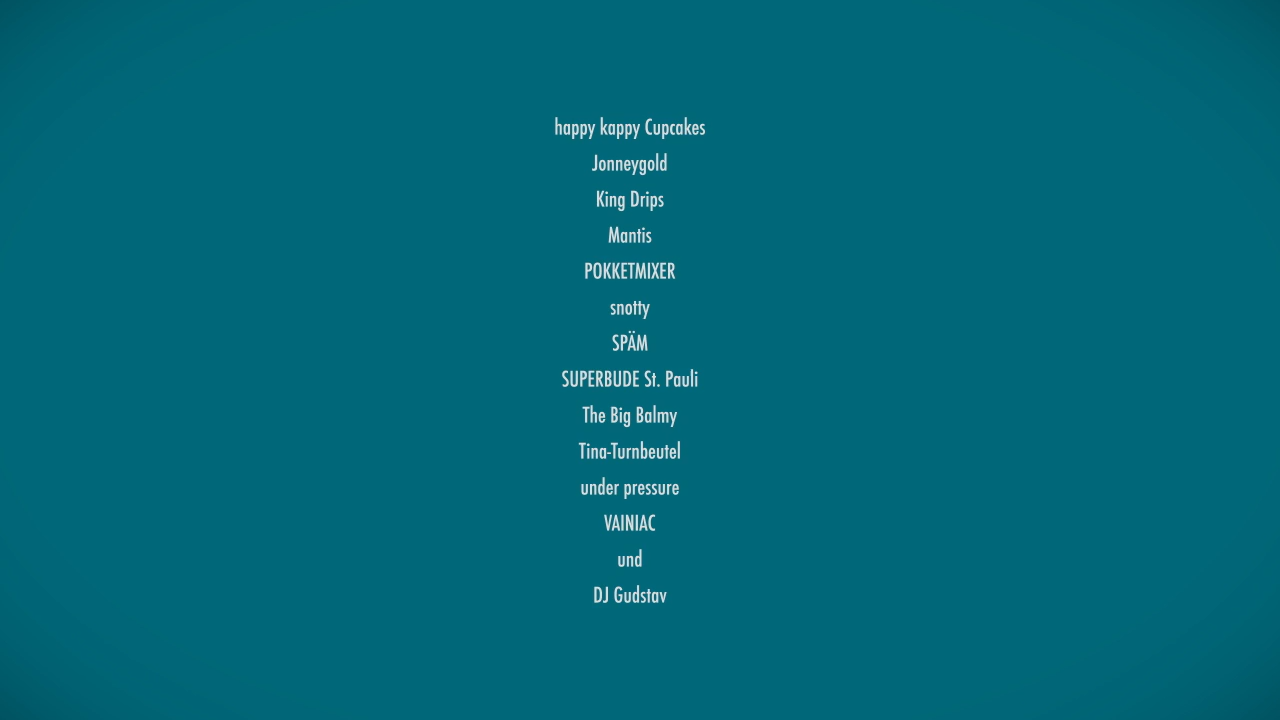 happy kappy Cupcakes
Jonneygold
King Drips
Mantis
POKKETMIXER
snotty
SPÄM
SUPERBUDE St. Pauli
The Big Balmy
Tina-Turnbeutel
under pressure
VAINIAC
und
DJ Gudstav